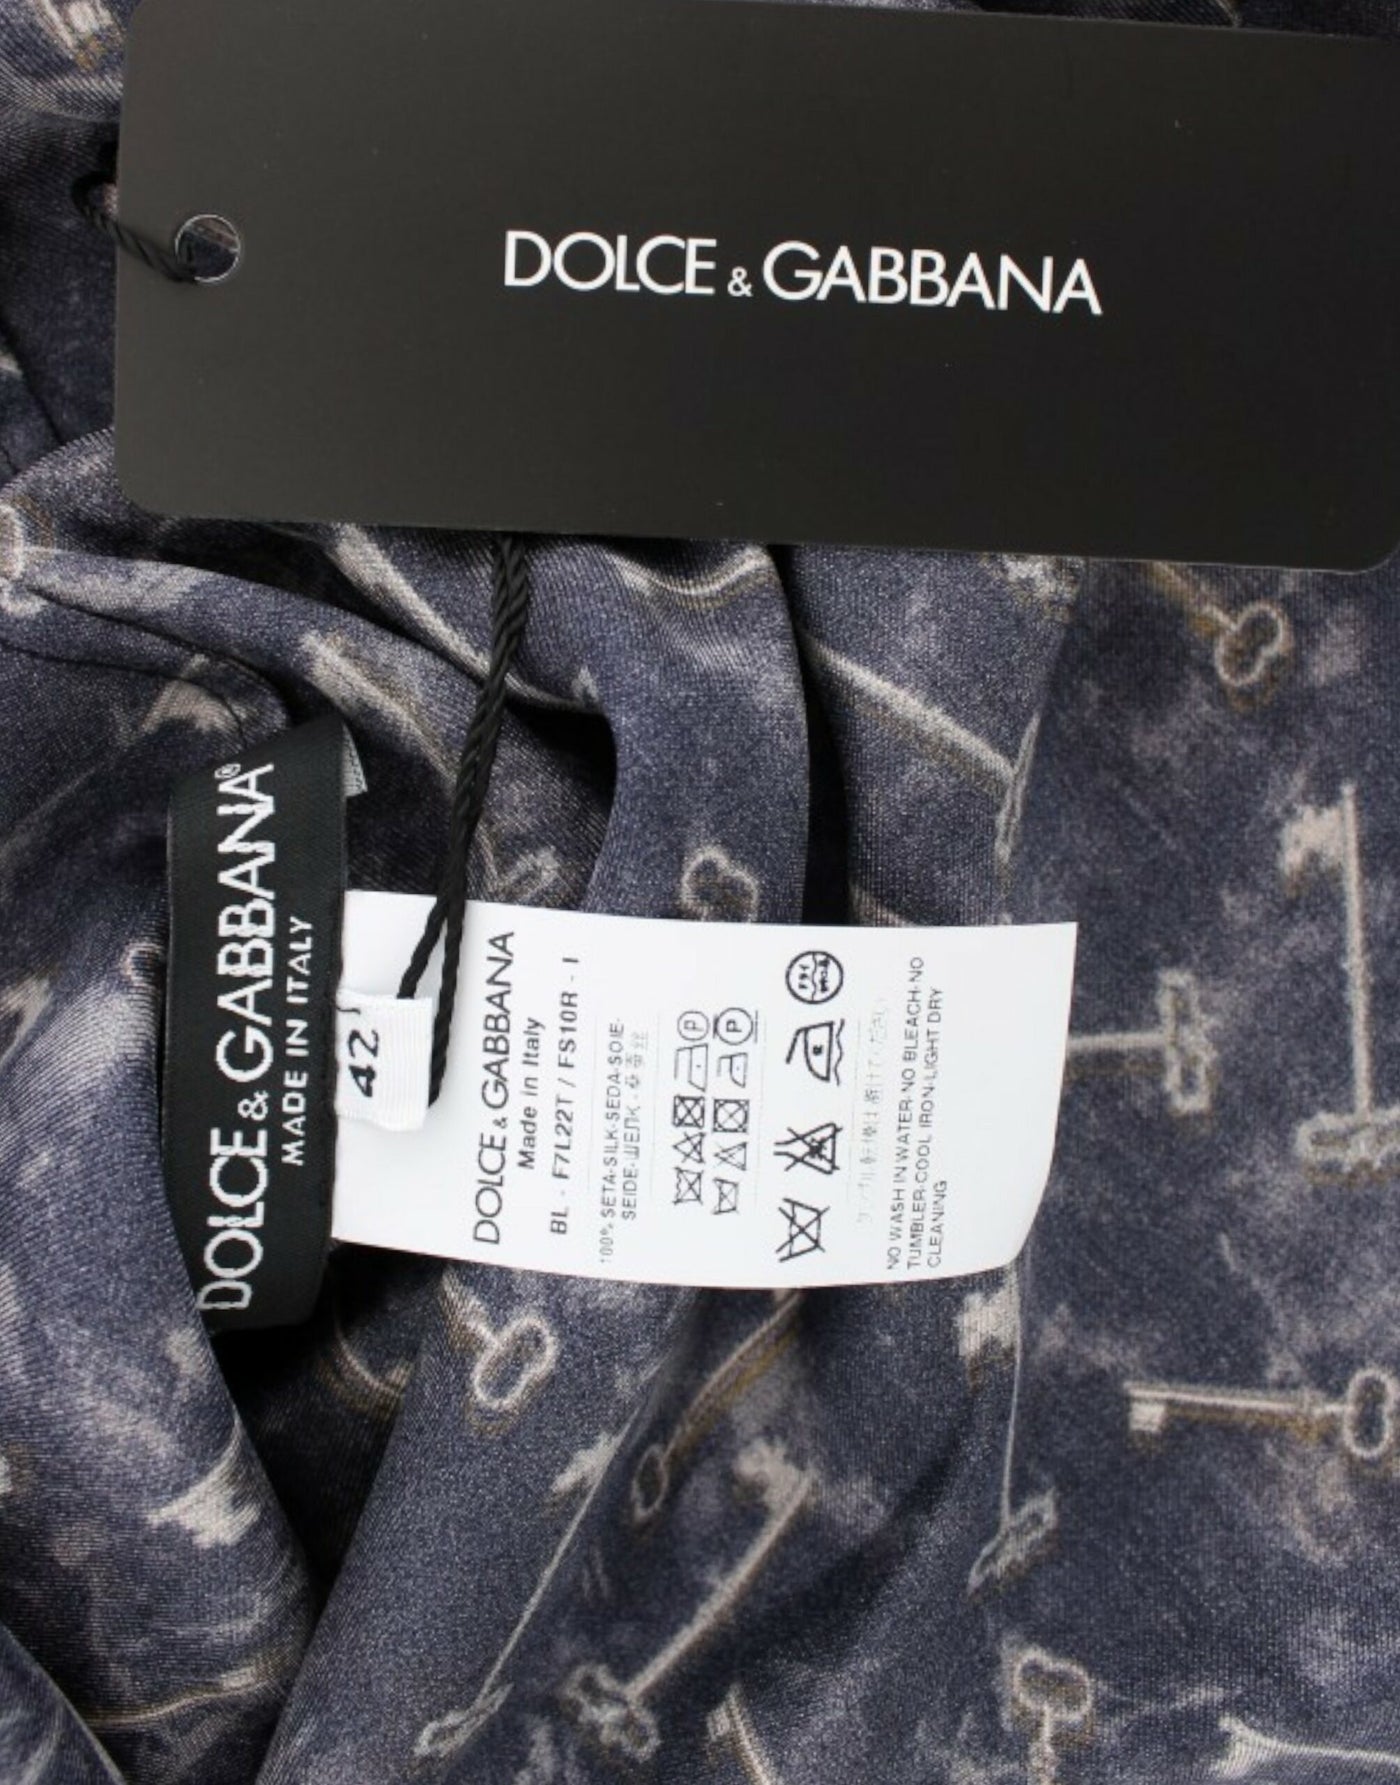 DOLCE & GABBANA
DOLCE & GABBANA®
MADE IN ITALY
42
DOLCE & GABBANA
Made in Italy
BL - F7L22T / FS10R - I
100% SETA-SILK-SEDA-SOIE-
SEIDE-ШЕЛК-
P
P
NO WASH IN WATER-NO BLEACH-NO
TUMBLER-COOL IRON-LIGHT DRY
CLEANING